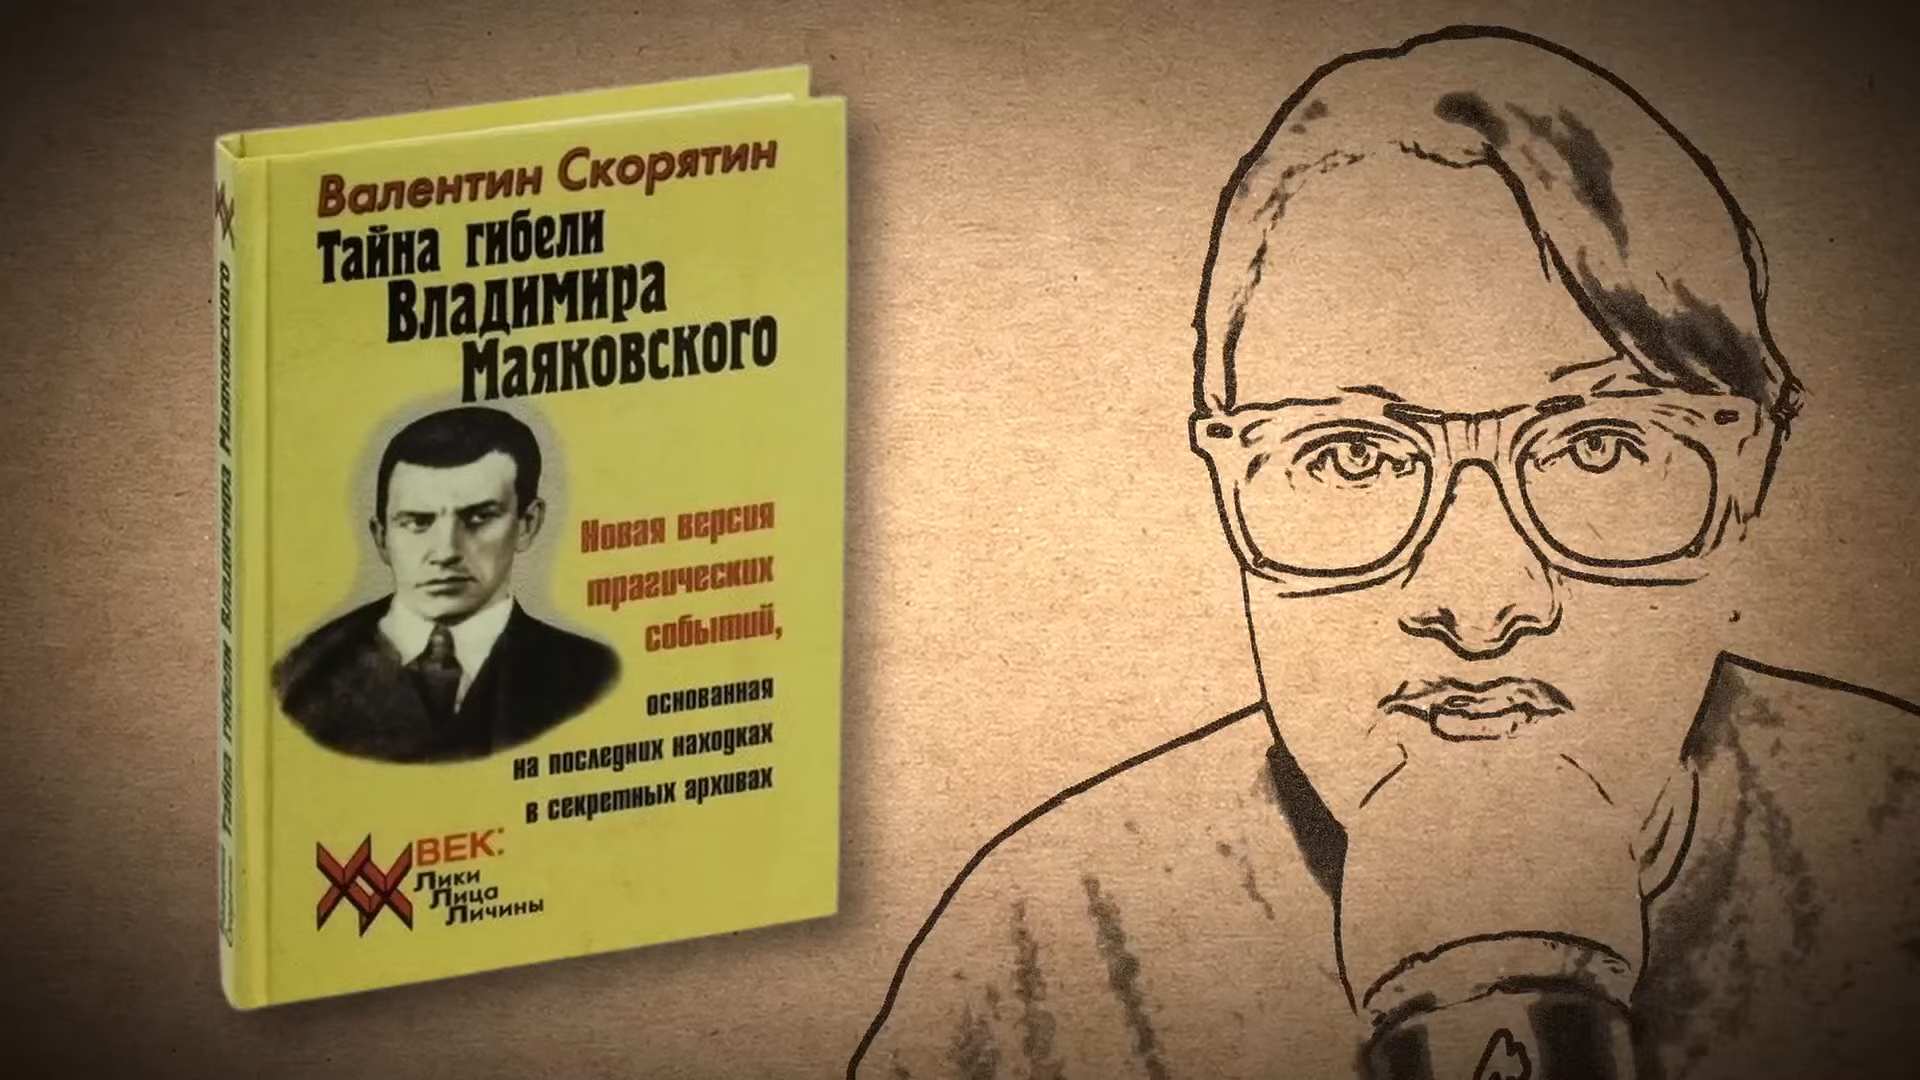 Валентин Скорятин
Тайна гибели
Владимира
Маяковского
Новая версия
трагических
событий,
основанная
на последних находках
в секретных архивах
XX ВЕК:
Лики
Лица
Личины
Тайна гибели Владимира Маяковского